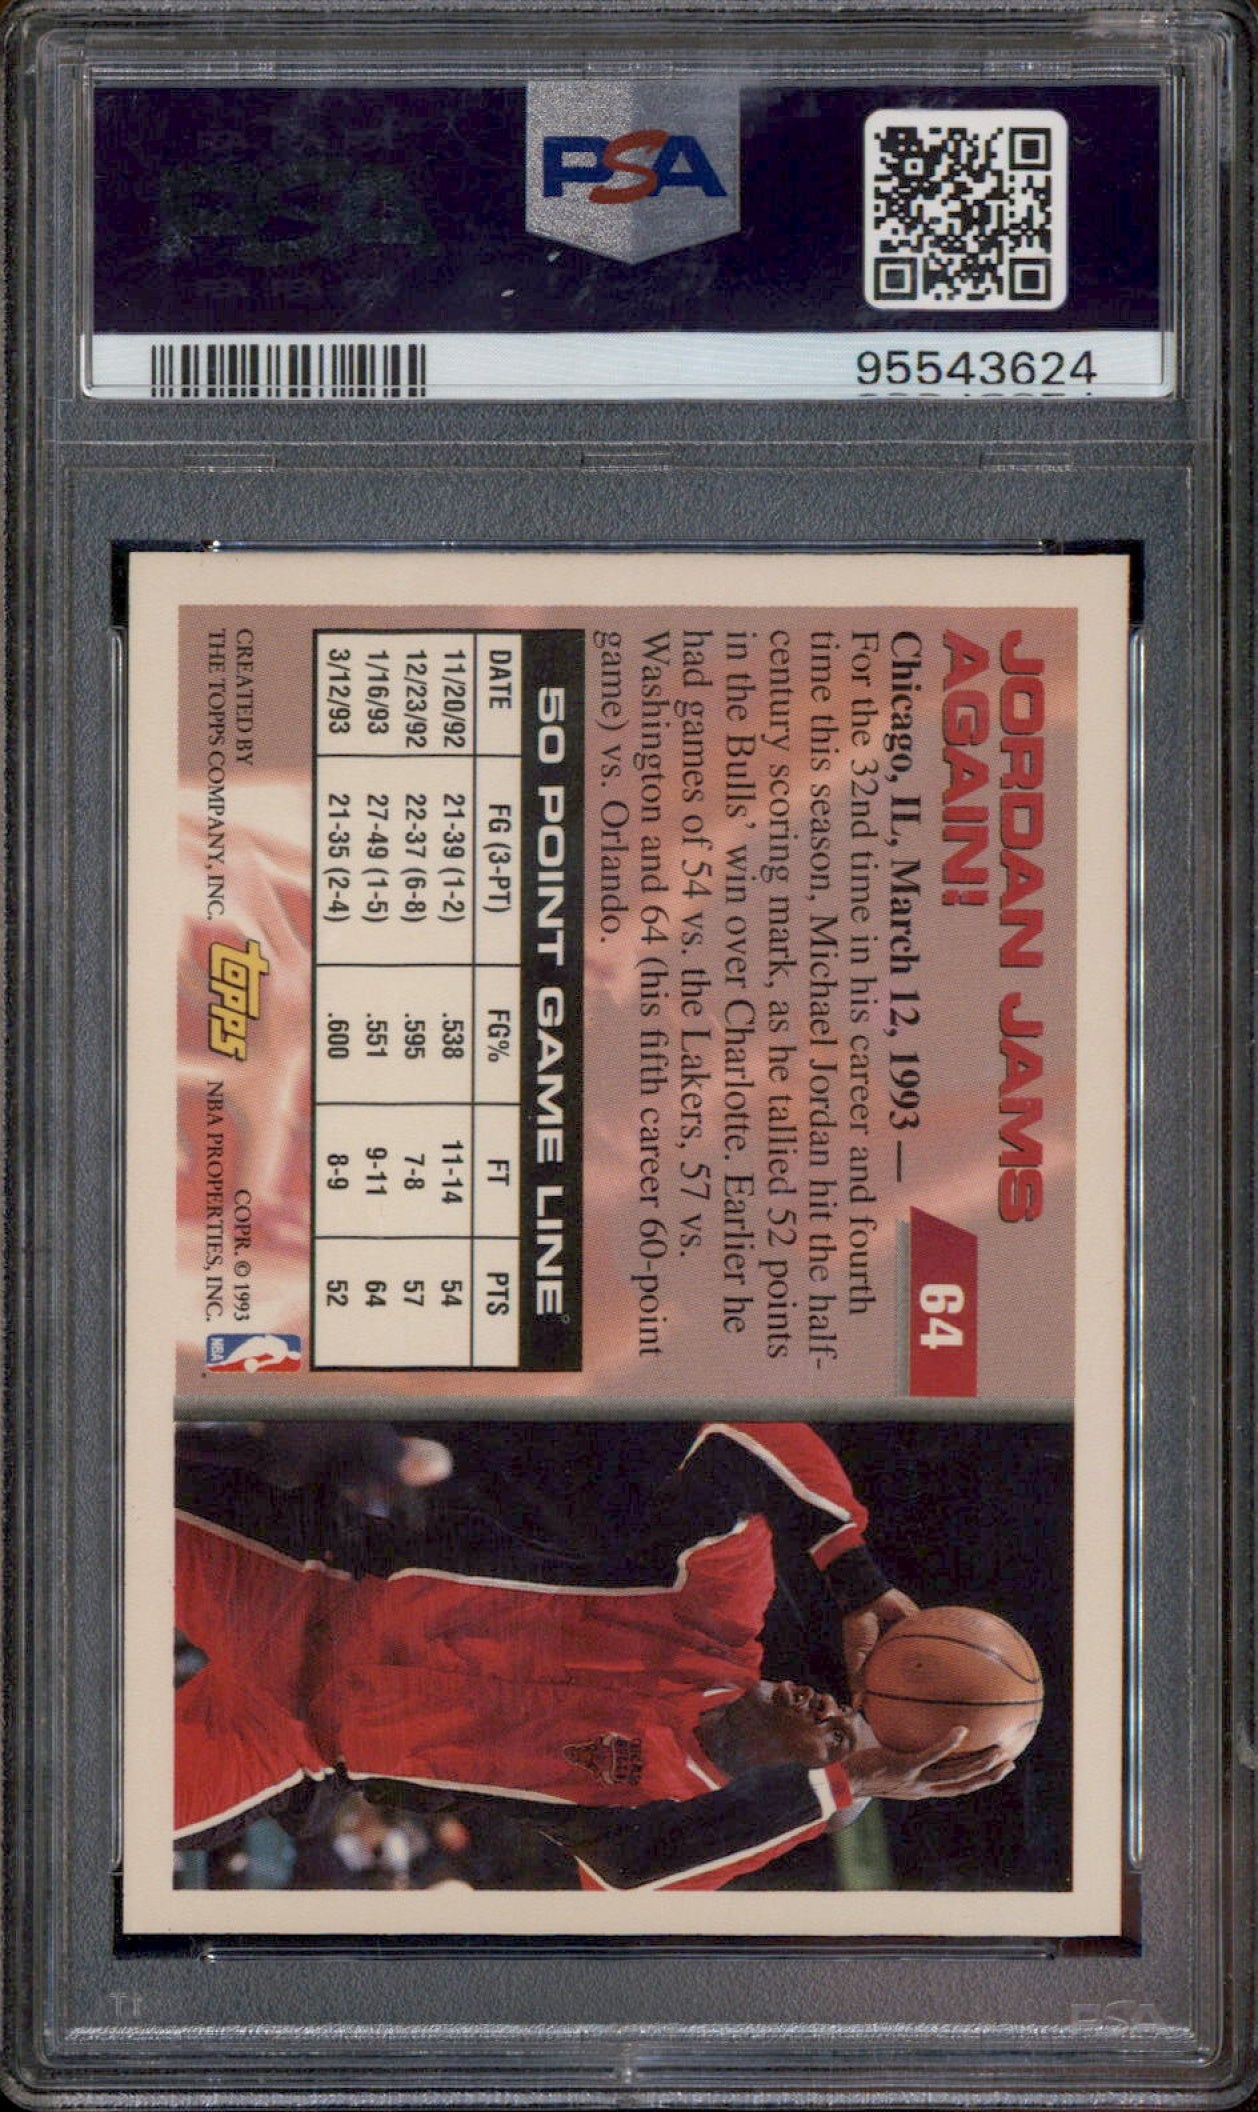 PSA
95543624
JORDAN JAMS
AGAIN!
64
Chicago, IL, March 12, 1993 —
For the 32nd time in his career and fourth
time this season, Michael Jordan hit the half-
century scoring mark, as he tallied 52 points
in the Bulls' win over Charlotte. Earlier he
had games of 54 vs. the Lakers, 57 vs.
Washington and 64 (his fifth career 60-point
game) vs. Orlando.
50 POINT GAME LINE
DATE FG (3-PT) FG% FT PTS
11/20/92 21-39 (1-2) .538 11-14 54
12/23/92 22-37 (6-8) .595 7-8 57
1/16/93 27-49 (1-5) .551 9-11 64
3/12/93 21-35 (2-4) .600 8-9 52
CREATED BY
THE TOPPS COMPANY, INC.
topps
COPR. © 1993
NBA PROPERTIES, INC.
NBA
CHICAGO
BULLS
PSA